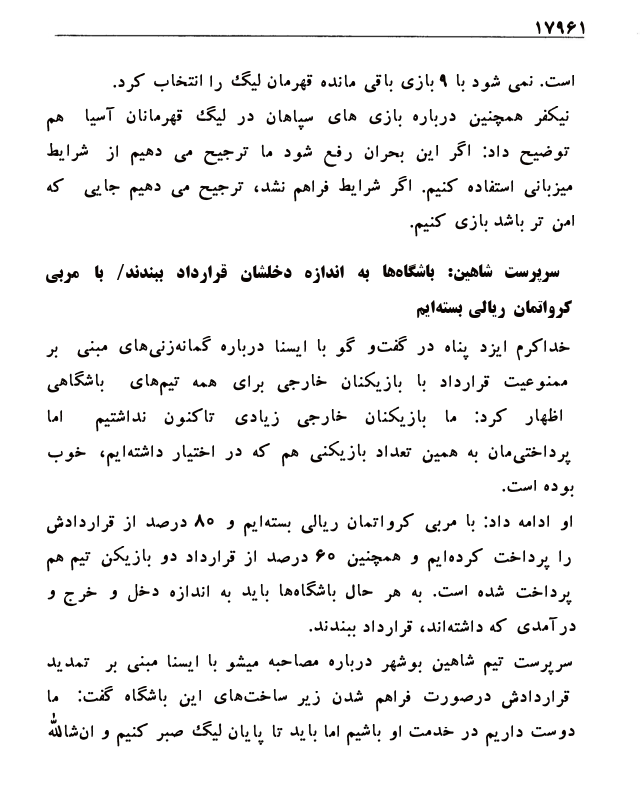 ۱۷۹۶۱
است. نمی شود با ۹ بازی باقی مانده قهرمان لیگ را انتخاب کرد.
نیکفر همچنین درباره بازی های سپاهان در لیگ قهرمانان آسیا هم
توضیح داد: اگر این بحران رفع شود ما ترجیح می دهیم از شرایط
میزبانی استفاده کنیم. اگر شرایط فراهم نشد، ترجیح می دهیم جایی که
امن تر باشد بازی کنیم.
سرپرست شاهین: باشگاه‌ها به اندازه دخلشان قرارداد ببندند/ با مربی
کرواتمان ریالی بسته‌ایم
خداکرم ایزد پناه در گفت‌و گو با ایسنا درباره گمانه‌زنی‌های مبنی بر
ممنوعیت قرارداد با بازیکنان خارجی برای همه تیم‌های باشگاهی
اظهار کرد: ما بازیکنان خارجی زیادی تاکنون نداشتیم اما
پرداختی‌مان به همین تعداد بازیکنی هم که در اختیار داشته‌ایم، خوب
بوده است.
او ادامه داد: با مربی کرواتمان ریالی بسته‌ایم و ۸۰ درصد از قراردادش
را پرداخت کرده‌ایم و همچنین ۶۰ درصد از قرارداد دو بازیکن تیم هم
پرداخت شده است. به هر حال باشگاه‌ها باید به اندازه دخل و خرج و
درآمدی که داشته‌اند، قرارداد ببندند.
سرپرست تیم شاهین بوشهر درباره مصاحبه میشو با ایسنا مبنی بر تمدید
قراردادش درصورت فراهم شدن زیر ساخت‌های این باشگاه گفت: ما
دوست داریم در خدمت او باشیم اما باید تا پایان لیگ صبر کنیم و ان‌شالله